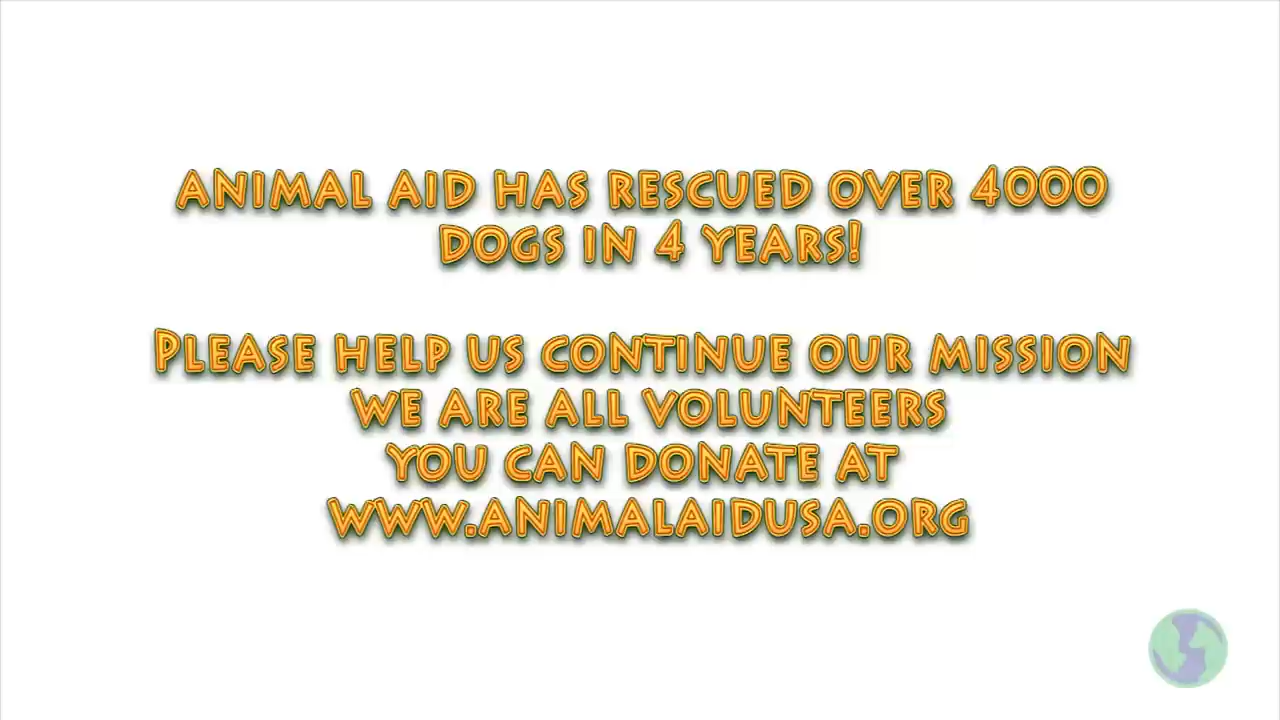 ANIMAL AID HAS RESCUED OVER 4000
DOGS IN 4 YEARS!
PLEASE HELP US CONTINUE OUR MISSION
WE ARE ALL VOLUNTEERS
YOU CAN DONATE AT
WWW.ANIMALAIDUSA.ORG